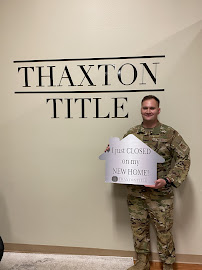 THAXTON
TITLE
I just CLOSED
on my
NEW HOME!